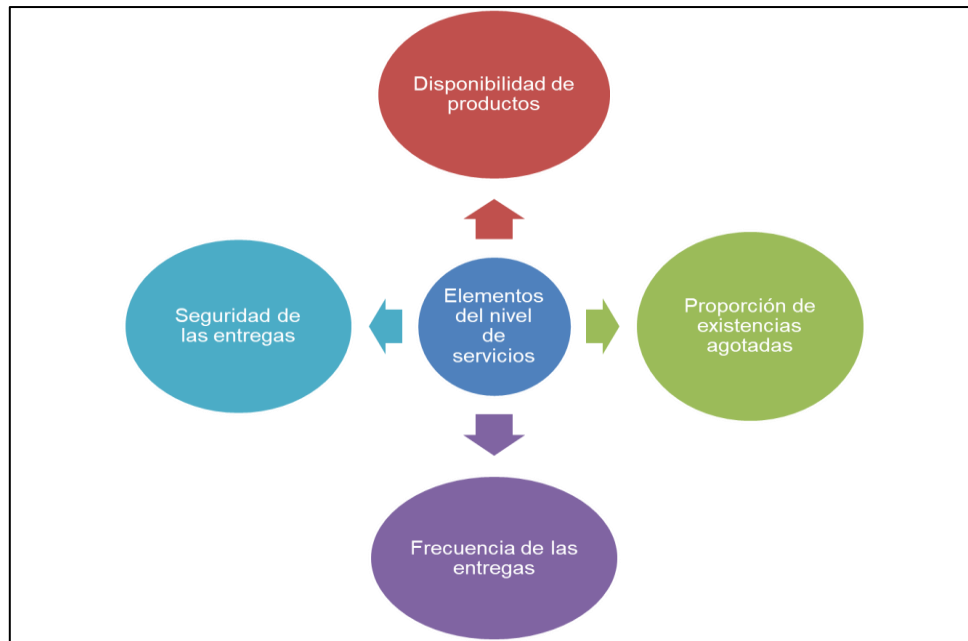 Disponibilidad de
productos
Seguridad de
las entregas
Elementos
del nivel
de
servicios
Proporción de
existencias
agotadas
Frecuencia de las
entregas